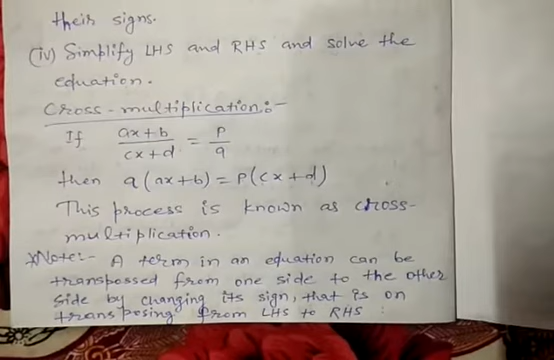 their signs.
(iv) Simplify LHS and RHS and solve the
equation.
Cross-multiplication:-
If ax+b/cx+d = p/q
then q(ax+b) = p(cx+d)
This process is known as cross-
multiplication.
*Note:- A term in an equation can be
transpossed from one side to the other
side by changing its sign, that is on
transposing from LHS to RHS :